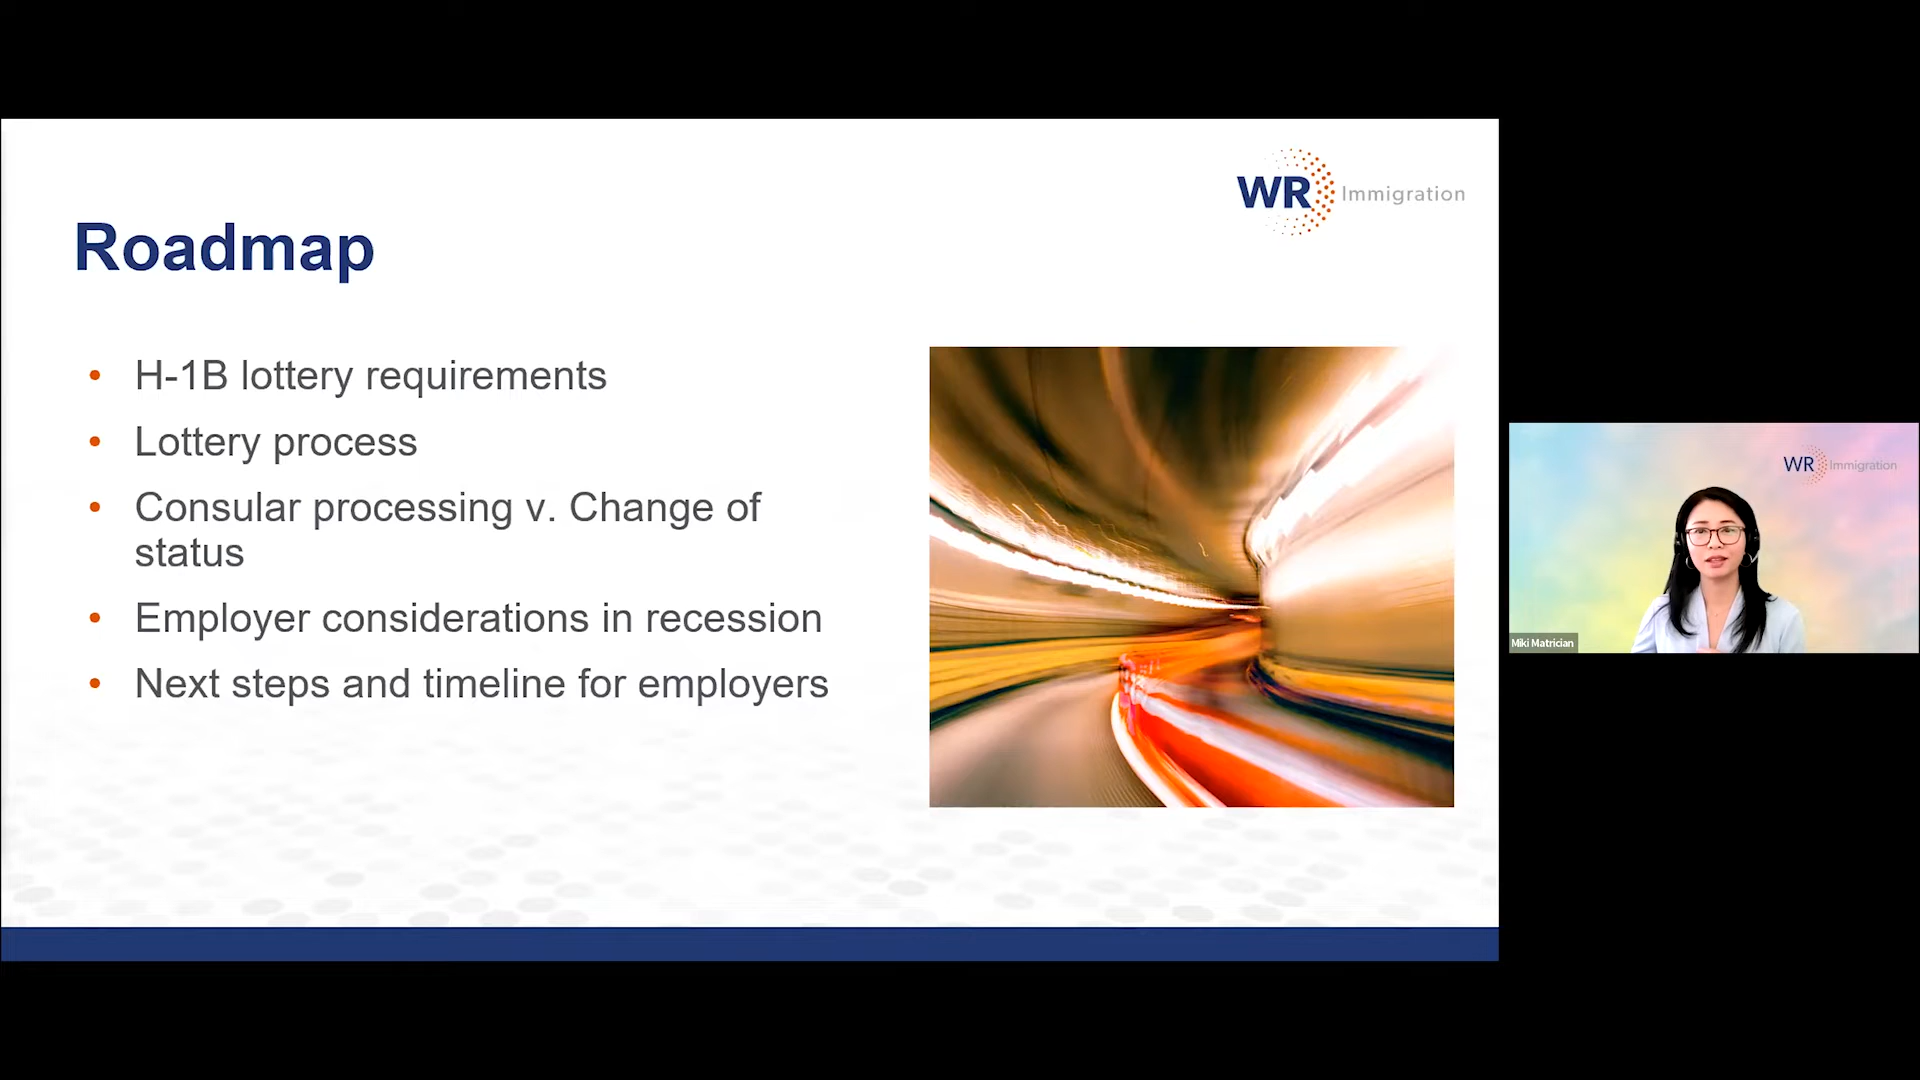 WR Immigration
Roadmap
• H-1B lottery requirements
• Lottery process
• Consular processing v. Change of
status
• Employer considerations in recession
• Next steps and timeline for employers
WR Immigration
Miki Matrician